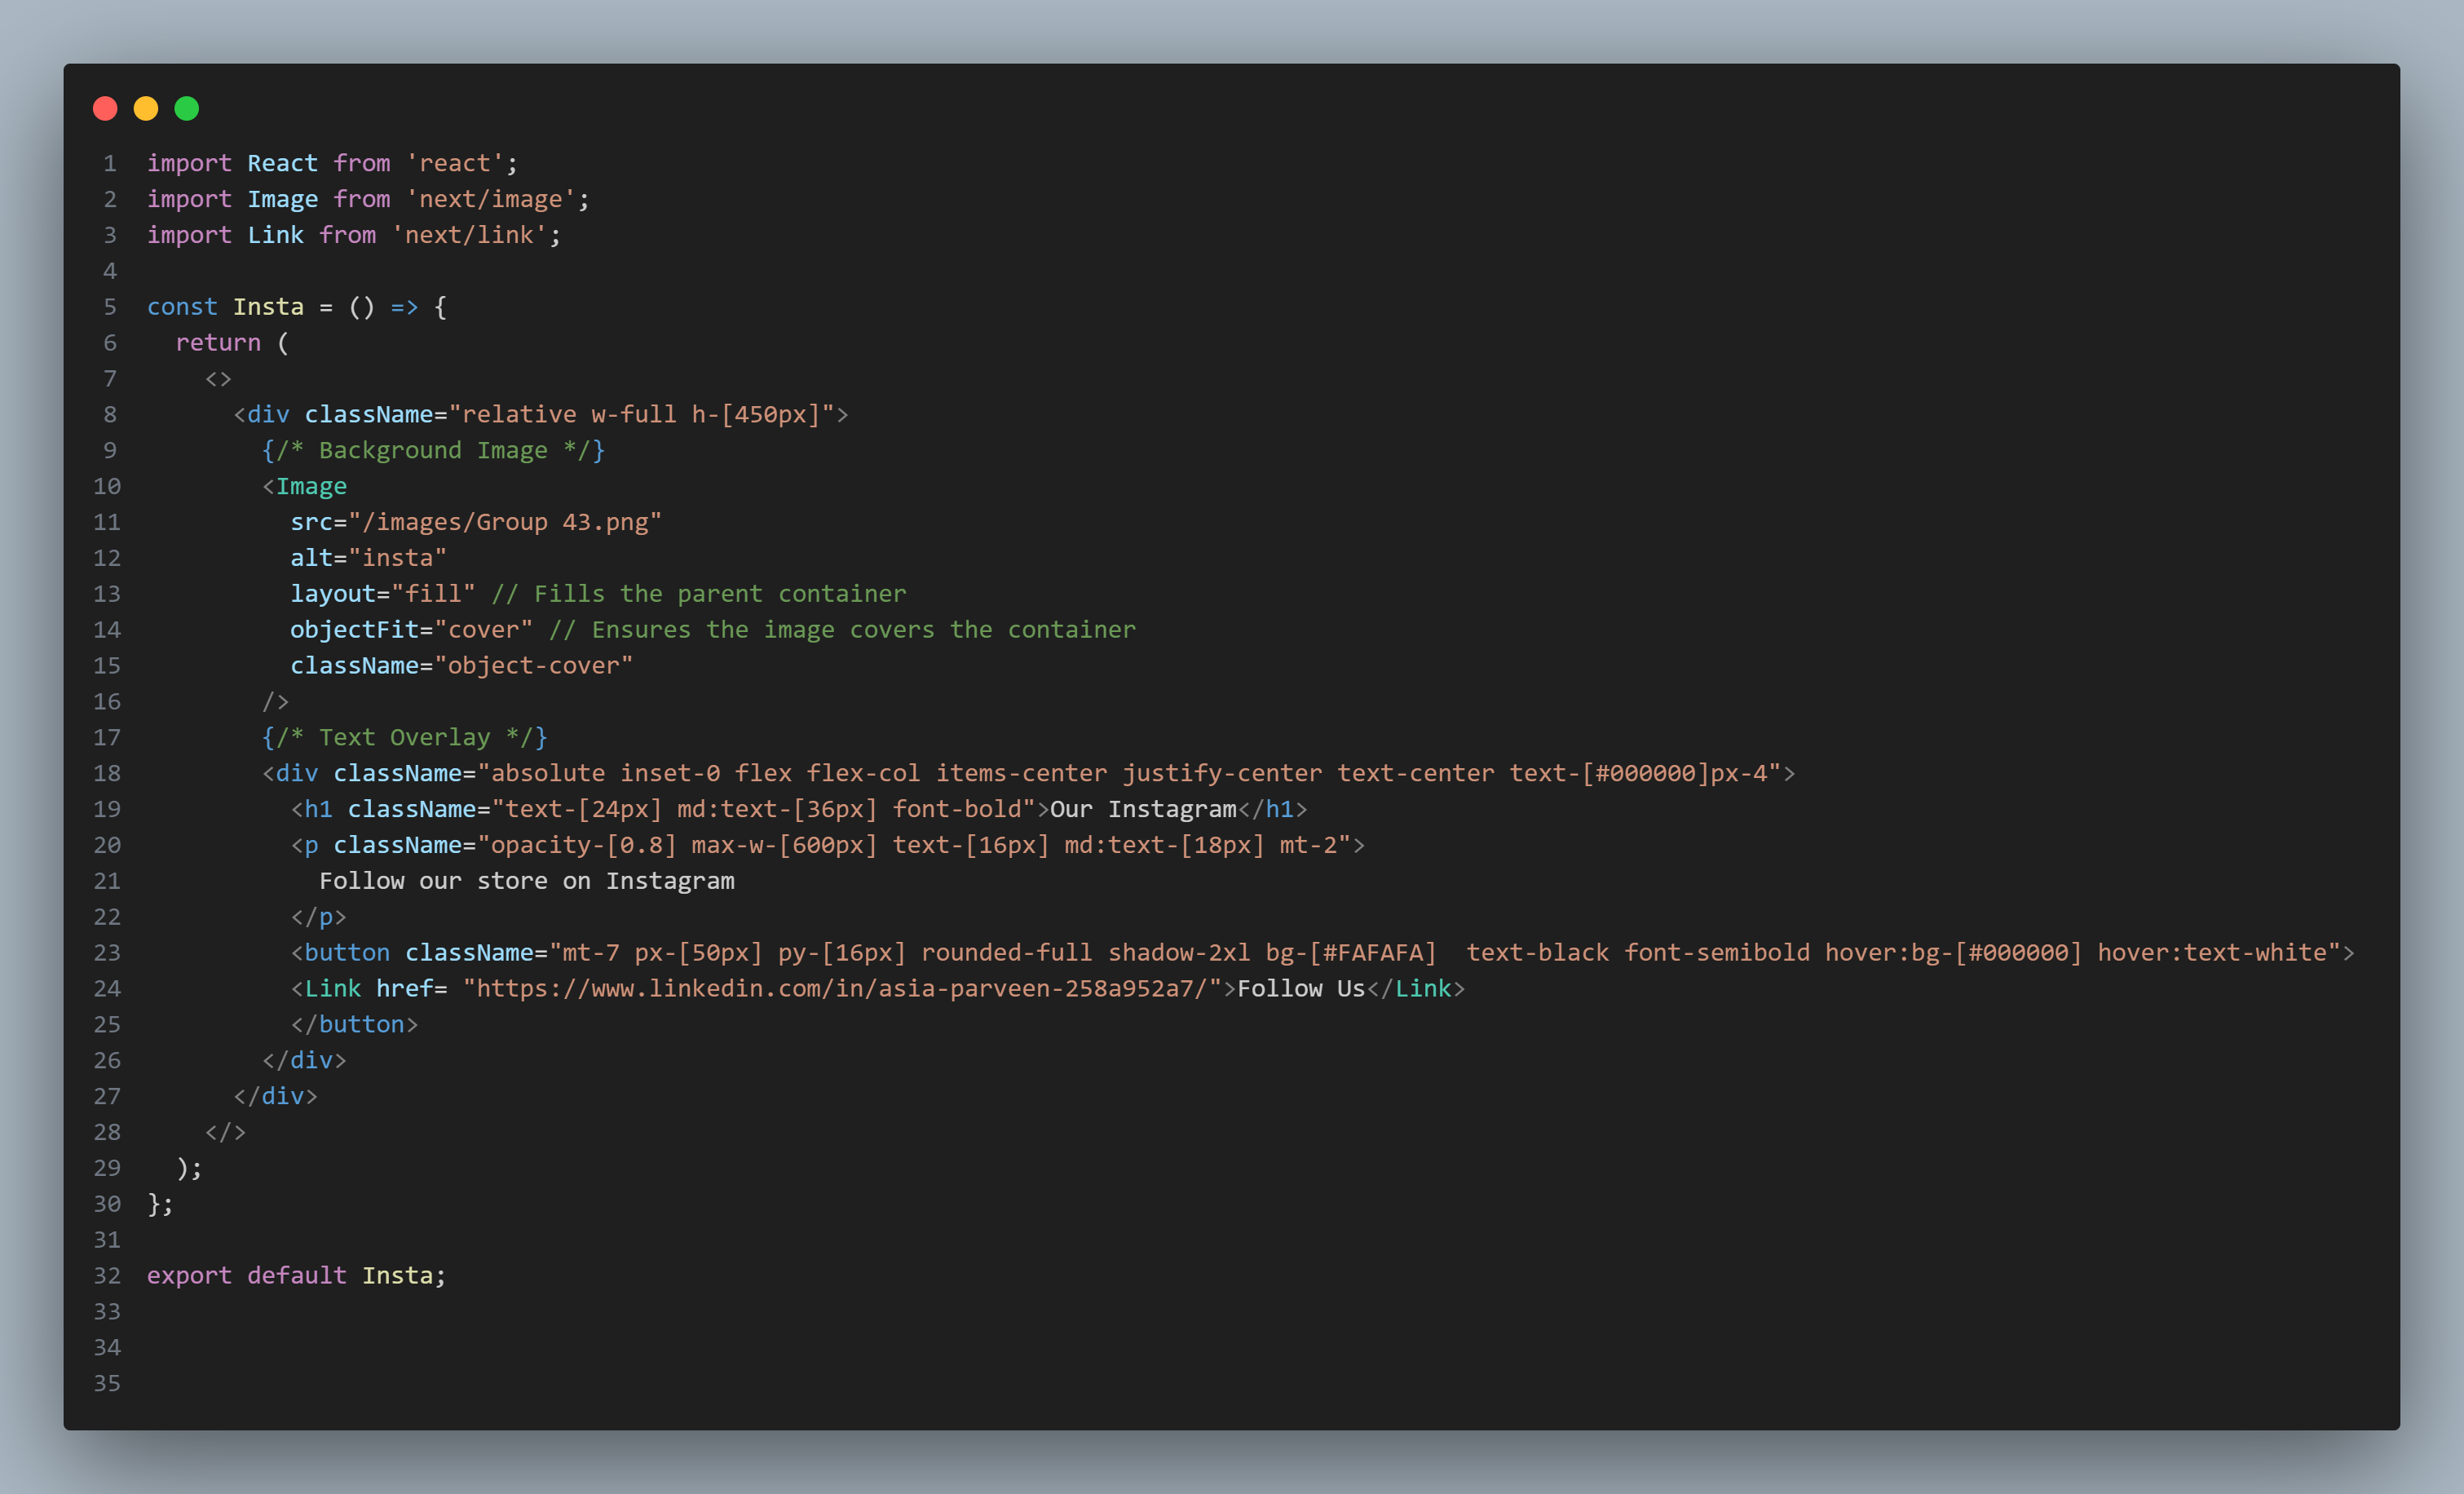 1 import React from 'react';
2 import Image from 'next/image';
3 import Link from 'next/link';
4
5 const Insta = () => {
6   return (
7     <>
8       <div className="relative w-full h-[450px]">
9         {/* Background Image */}
10         <Image
11           src="/images/Group 43.png"
12           alt="insta"
13           layout="fill" // Fills the parent container
14           objectFit="cover" // Ensures the image covers the container
15           className="object-cover"
16         />
17         {/* Text Overlay */}
18         <div className="absolute inset-0 flex flex-col items-center justify-center text-center text-[#000000]px-4">
19           <h1 className="text-[24px] md:text-[36px] font-bold">Our Instagram</h1>
20           <p className="opacity-[0.8] max-w-[600px] text-[16px] md:text-[18px] mt-2">
21             Follow our store on Instagram
22           </p>
23           <button className="mt-7 px-[50px] py-[16px] rounded-full shadow-2xl bg-[#FAFAFA]  text-black font-semibold hover:bg-[#000000] hover:text-white">
24           <Link href= "https://www.linkedin.com/in/asia-parveen-258a952a7/">Follow Us</Link>
25           </button>
26         </div>
27       </div>
28     </>
29   );
30 };
31
32 export default Insta;
33
34
35